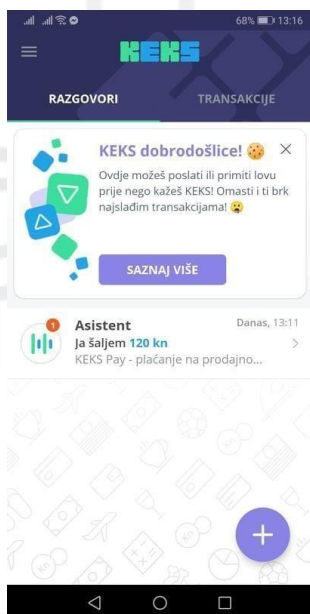 68% 13:16
KEKS
RAZGOVORI TRANSAKCIJE
KEKS dobrodošlice!
Ovdje možeš poslati ili primiti lovu
prije nego kažeš KEKS! Omasti i ti brk
najslađim transakcijama!
SAZNAJ VIŠE
1
Asistent Danas, 13:11
Ja šaljem 120 kn
KEKS Pay - plaćanje na prodajno...